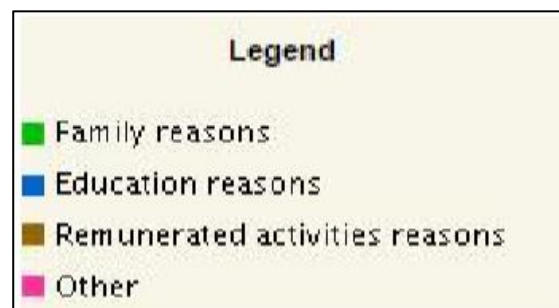 Legend
Family reasons
Education reasons
Remunerated activities reasons
Other